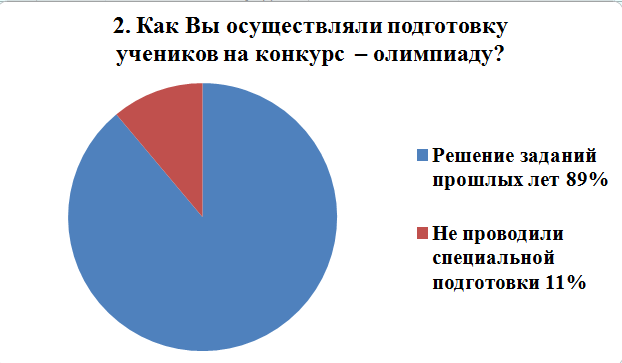 2. Как Вы осуществляли подготовку
учеников на конкурс – олимпиаду?
Решение заданий
прошлых лет 89%
Не проводили
специальной
подготовки 11%